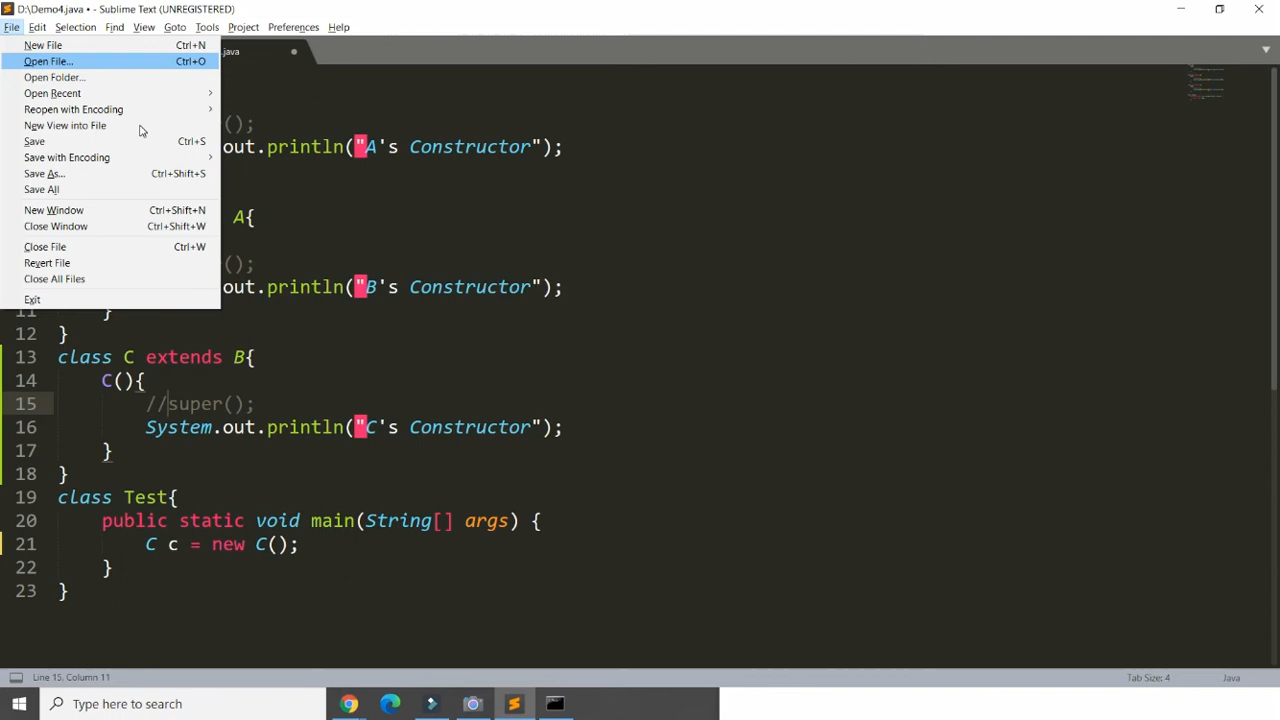 D:\Demo4.java • - Sublime Text (UNREGISTERED)
File Edit Selection Find View Goto Tools Project Preferences Help
New File Ctrl+N
Open File... Ctrl+O
Open Folder...
Open Recent
Reopen with Encoding
New View into File
Save Ctrl+S
Save with Encoding
Save As... Ctrl+Shift+S
Save All
New Window Ctrl+Shift+N
Close Window Ctrl+Shift+W
Close File Ctrl+W
Revert File
Close All Files
Exit
.java
();
out.println("A's Constructor");
A{
();
out.println("B's Constructor");
11 }
12 }
13 class C extends B{
14 C(){
15 //super();
16 System.out.println("C's Constructor");
17 }
18 }
19 class Test{
20 public static void main(String[] args) {
21 C c = new C();
22 }
23 }
Line 15, Column 11 Tab Size: 4 Java
Type here to search